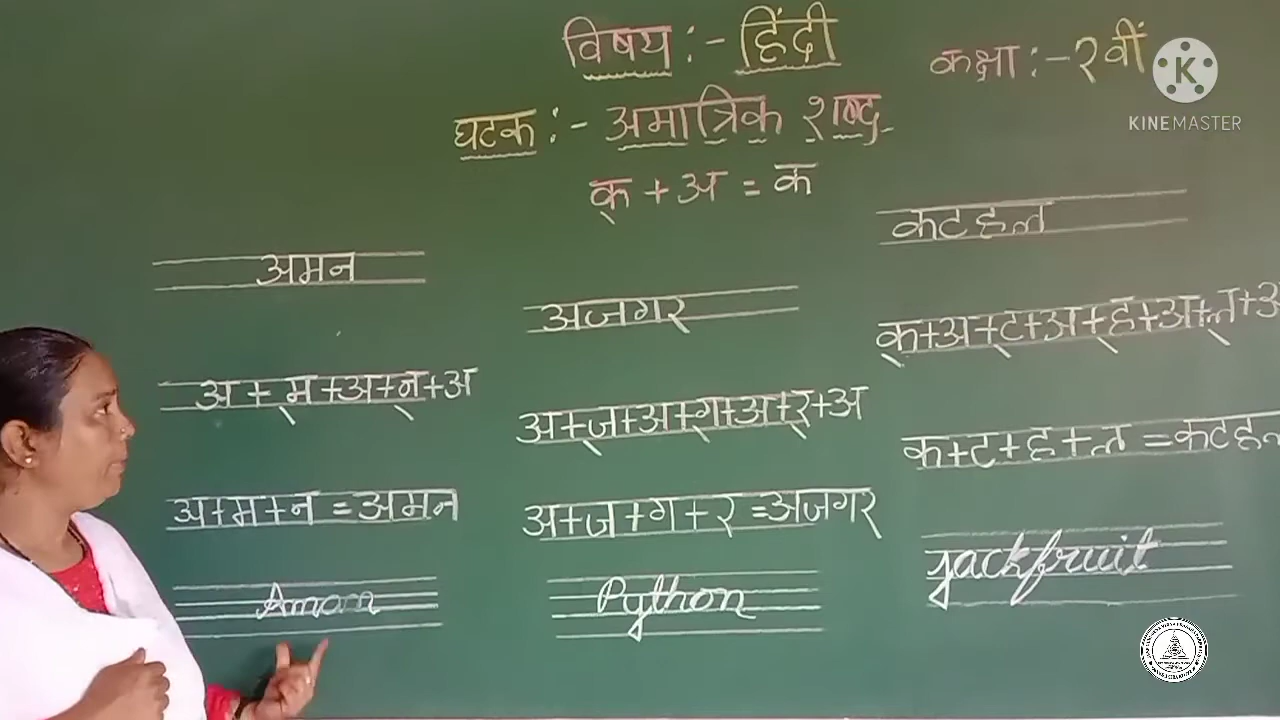 विषय :- हिंदी
कक्षा :- २वीं
घटक :- अमात्रिक शब्द
क् + अ = क
अमन
अ + म् + अ + न् + अ
अ + म + न = अमन
Aman
अजगर
अ + ज् + अ + ग् + अ + र् + अ
अ + ज + ग + र = अजगर
Python
कटहल
क् + अ + ट् + अ + ह् + अ + ल् + अ
क + ट + ह + ल = कटहल
jackfruit
KINEMASTER